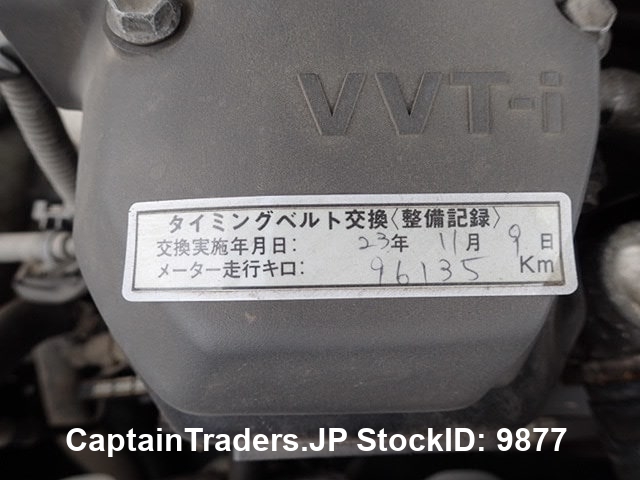 VVT-i
タイミングベルト交換〈整備記録〉
交換実施年月日: 23年 11月 9日
メーター走行キロ: 96135 Km
CaptainTraders.JP StockID: 9877